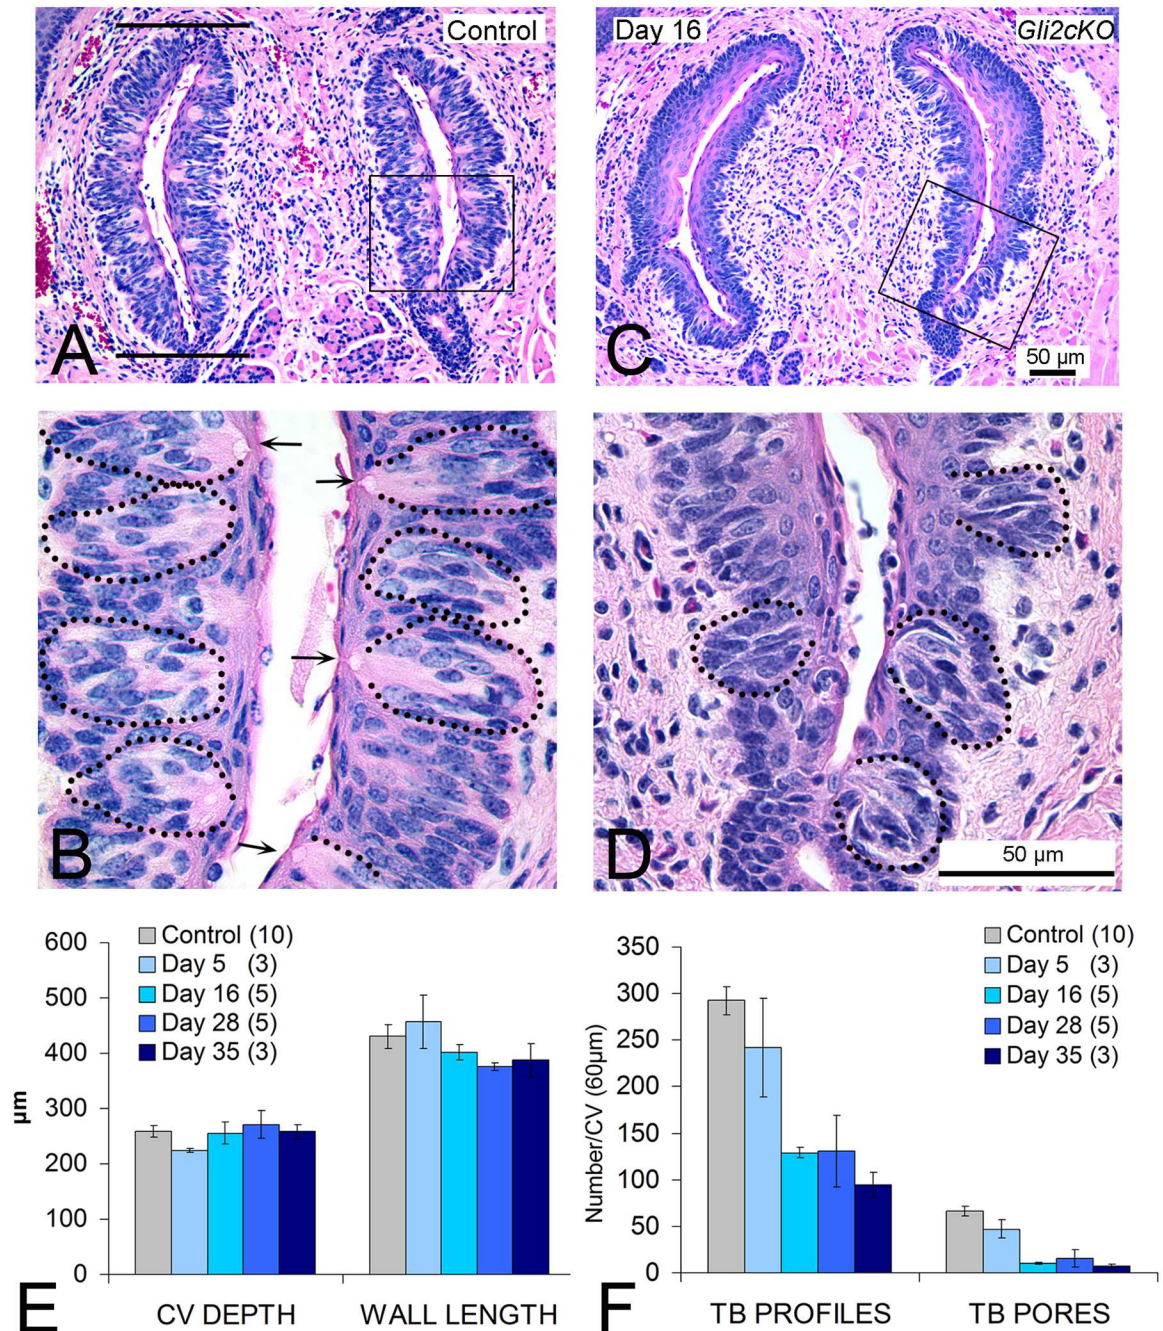 Control
Day 16
Gli2cKO
A
C
50 µm
B
D
50 µm
600
500
400
300
200
100
0
µm
Control (10)
Day 5 (3)
Day 16 (5)
Day 28 (5)
Day 35 (3)
E
CV DEPTH
WALL LENGTH
350
300
250
200
150
100
50
0
Number/CV (60µm)
Control (10)
Day 5 (3)
Day 16 (5)
Day 28 (5)
Day 35 (3)
F
TB PROFILES
TB PORES